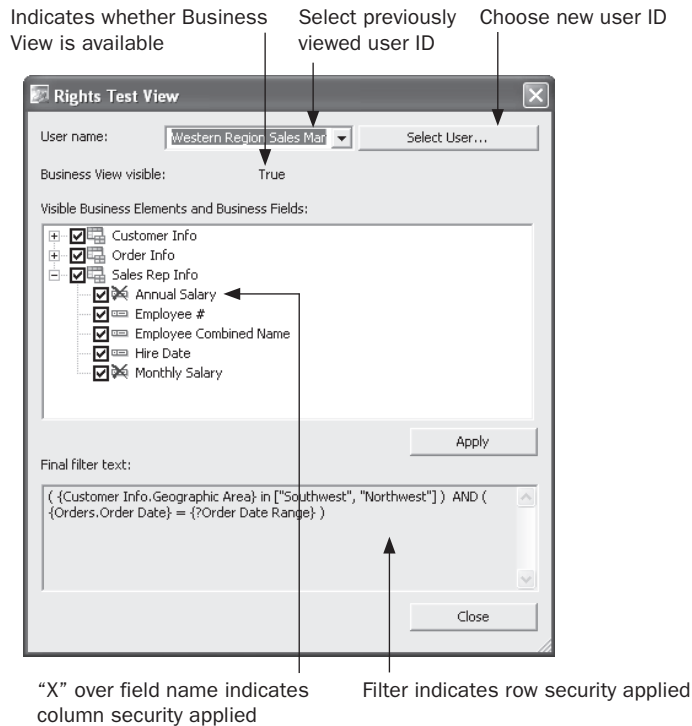 Indicates whether Business
View is available
Select previously
viewed user ID
Choose new user ID
Rights Test View
User name:
Western Region Sales Mar
Select User...
Business View visible:
True
Visible Business Elements and Business Fields:
Customer Info
Order Info
Sales Rep Info
Annual Salary
Employee #
Employee Combined Name
Hire Date
Monthly Salary
Apply
Final filter text:
( {Customer Info.Geographic Area} in ["Southwest", "Northwest"] ) AND (
{Orders.Order Date} = {?Order Date Range} )
Close
“X” over field name indicates
column security applied
Filter indicates row security applied